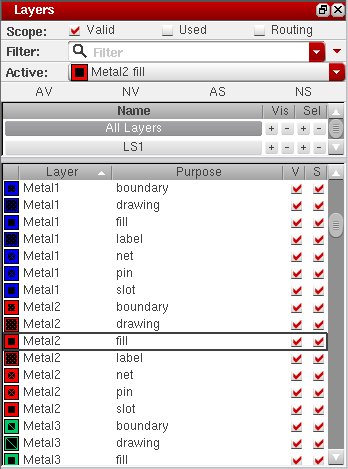 Layers
Scope: Valid Used Routing
Filter: Filter
Active: Metal2 fill
AV NV AS NS
Name Vis Sel
All Layers + - + -
LS1 + - + -
Layer Purpose V S
Metal1 boundary
Metal1 drawing
Metal1 fill
Metal1 label
Metal1 net
Metal1 pin
Metal1 slot
Metal2 boundary
Metal2 drawing
Metal2 fill
Metal2 label
Metal2 net
Metal2 pin
Metal2 slot
Metal3 boundary
Metal3 drawing
Metal3 fill